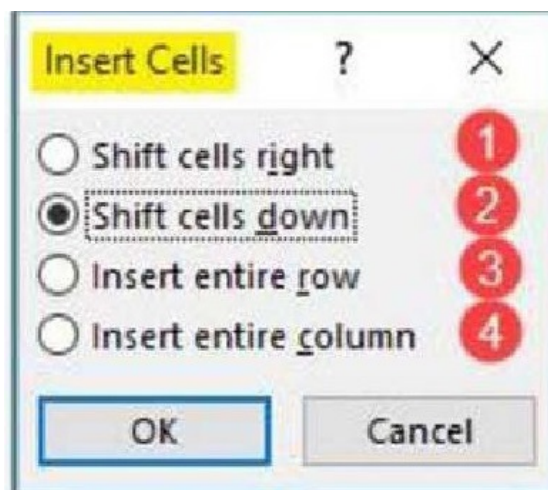 Insert Cells ? ×
Shift cells right 1
Shift cells down 2
Insert entire row 3
Insert entire column 4
OK Cancel